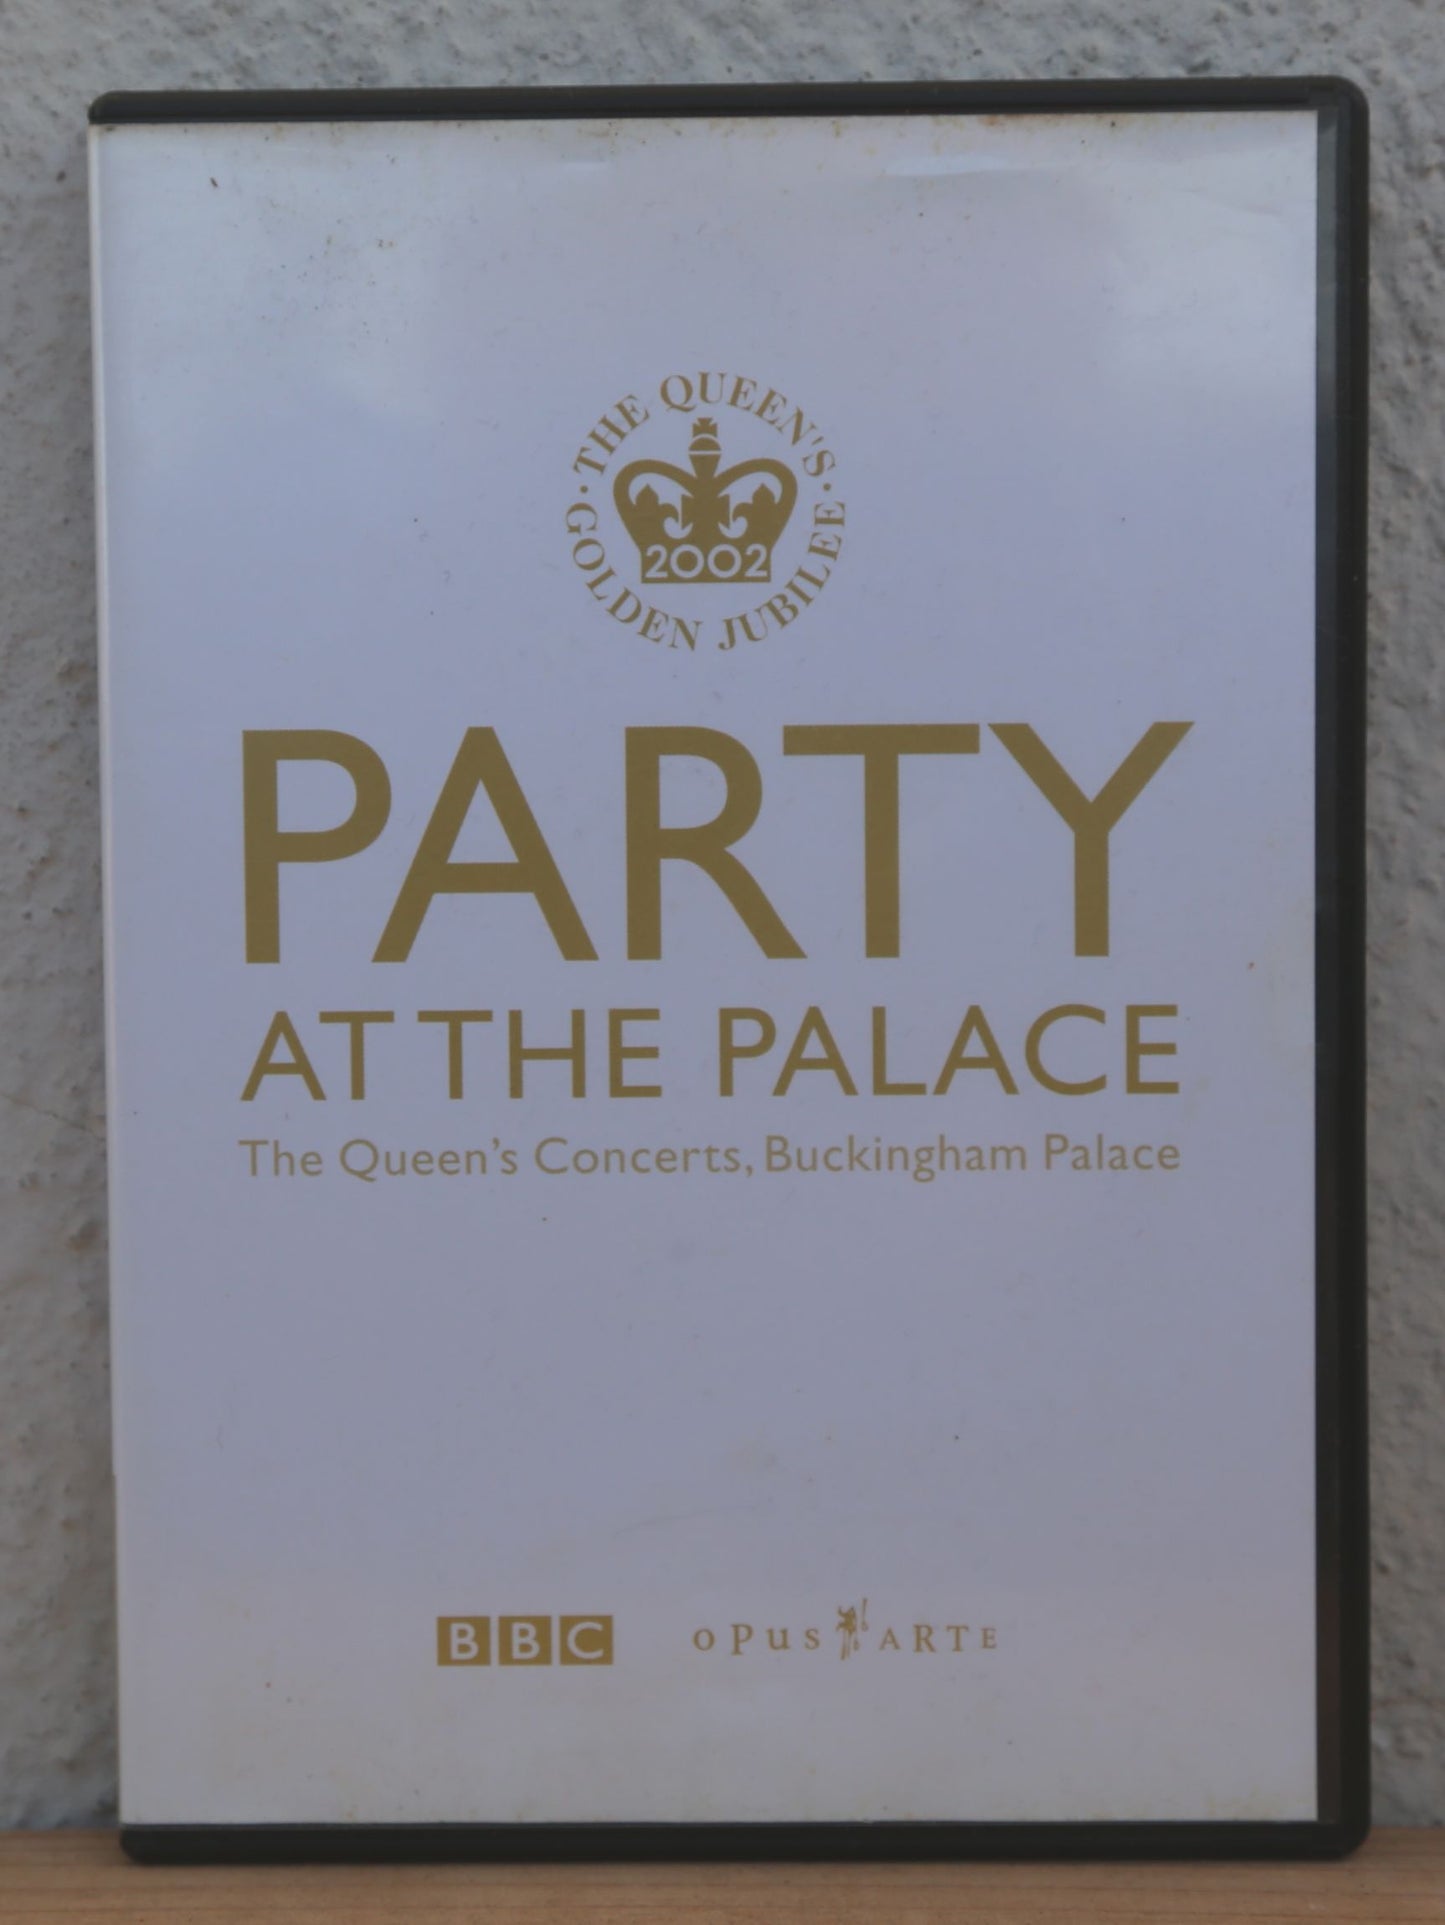 · THE QUEEN'S ·
2002
GOLDEN JUBILEE
PARTY
AT THE PALACE
The Queen's Concerts, Buckingham Palace
BBC OPUS ARTE